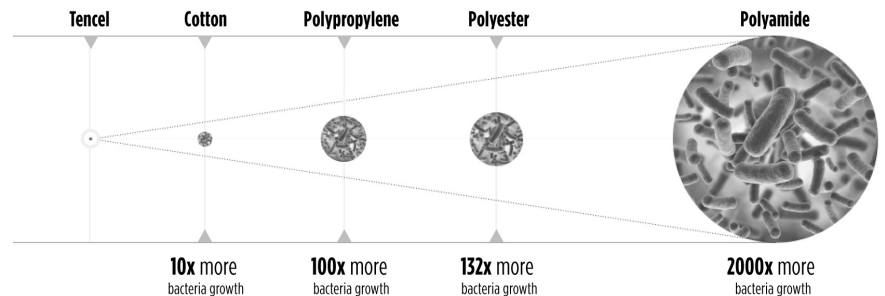 Tencel Cotton Polypropylene Polyester Polyamide
10x more 100x more 132x more 2000x more
bacteria growth bacteria growth bacteria growth bacteria growth